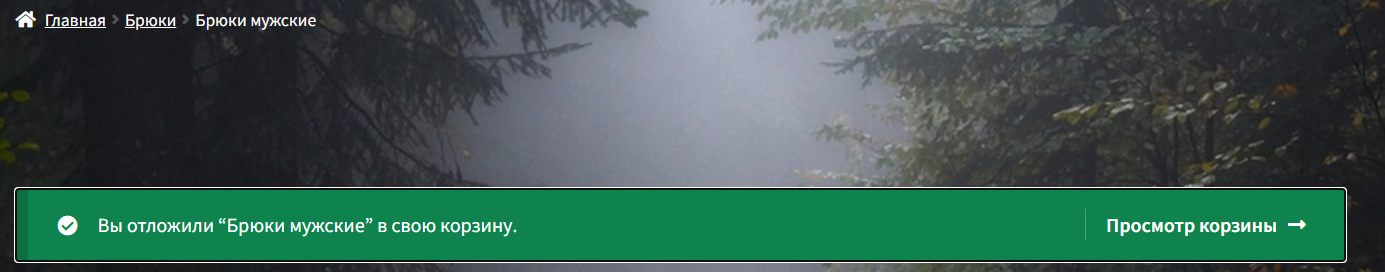 Главная Брюки Брюки мужские
Вы отложили “Брюки мужские” в свою корзину.
Просмотр корзины